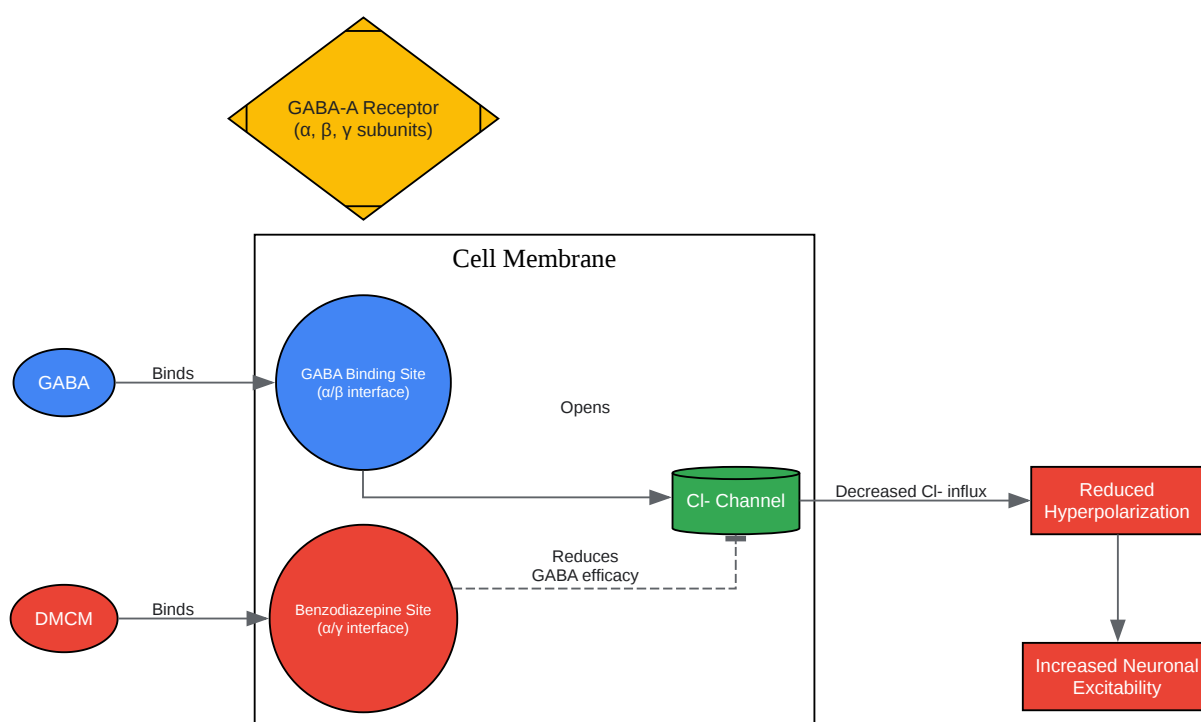 GABA-A Receptor
(α, β, γ subunits)
Cell Membrane
GABA
Binds
GABA Binding Site
(α/β interface)
Opens
Cl- Channel
Decreased Cl- influx
Reduced
Hyperpolarization
Reduces
GABA efficacy
DMCM
Binds
Benzodiazepine Site
(α/γ interface)
Increased Neuronal
Excitability